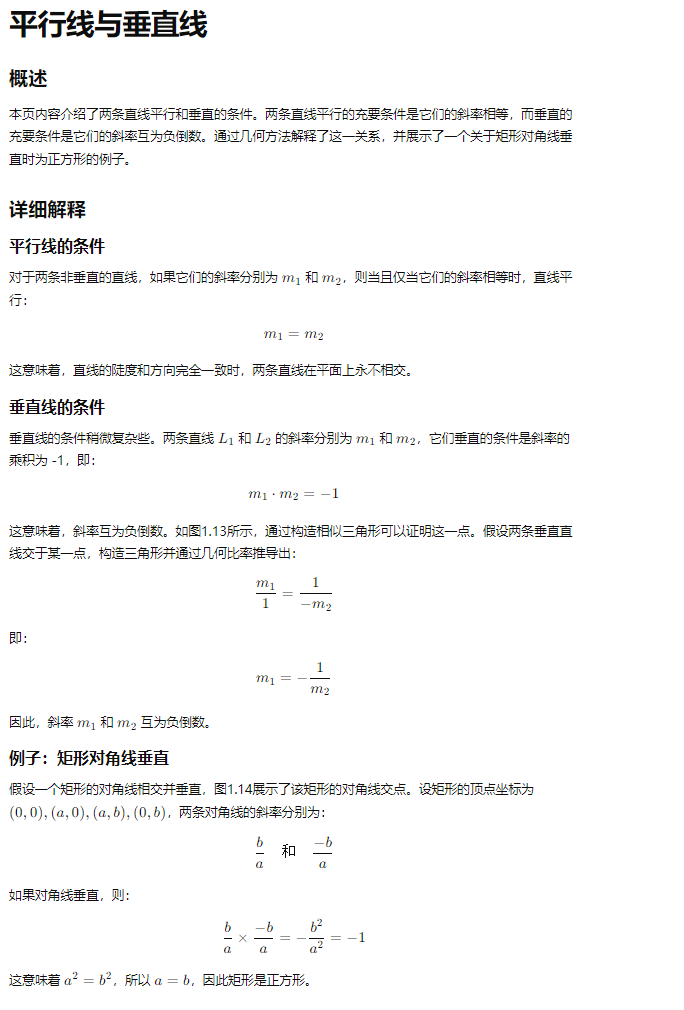 平行线与垂直线
概述
本页内容介绍了两条直线平行和垂直的条件。两条直线平行的充要条件是它们的斜率相等，而垂直的
充要条件是它们的斜率互为负倒数。通过几何方法解释了这一关系，并展示了一个关于矩形对角线垂
直时为正方形的例子。
详细解释
平行线的条件
对于两条非垂直的直线，如果它们的斜率分别为 m₁ 和 m₂，则当且仅当它们的斜率相等时，直线平
行：
m₁ = m₂
这意味着，直线的陡度和方向完全一致时，两条直线在平面上永不相交。
垂直线的条件
垂直线的条件稍微复杂些。两条直线 L₁ 和 L₂ 的斜率分别为 m₁ 和 m₂，它们垂直的条件是斜率的
乘积为 -1，即：
m₁ · m₂ = −1
这意味着，斜率互为负倒数。如图1.13所示，通过构造相似三角形可以证明这一点。假设两条垂直直
线交于某一点，构造三角形并通过几何比率推导出：
m₁/1 = 1/−m₂
即：
m₁ = −1/m₂
因此，斜率 m₁ 和 m₂ 互为负倒数。
例子：矩形对角线垂直
假设一个矩形的对角线相交并垂直，图1.14展示了该矩形的对角线交点。设矩形的顶点坐标为
(0, 0), (a, 0), (a, b), (0, b)，两条对角线的斜率分别为：
b/a 和 −b/a
如果对角线垂直，则：
b/a × −b/a = −b²/a² = −1
这意味着 a² = b²，所以 a = b，因此矩形是正方形。